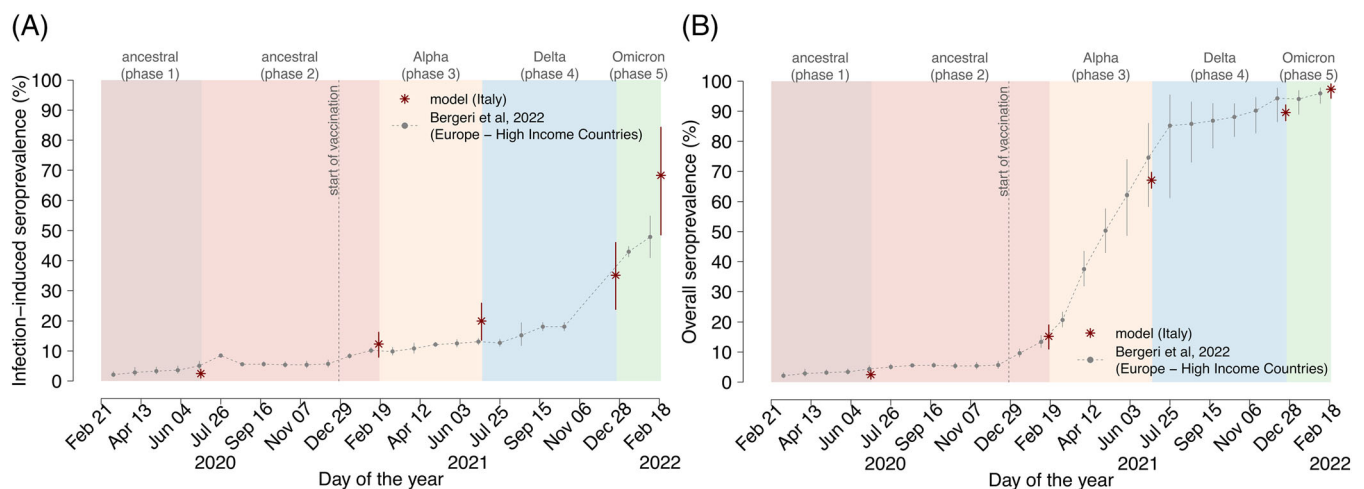 (A)
ancestral
(phase 1)
ancestral
(phase 2)
Alpha
(phase 3)
Delta
(phase 4)
Omicron
(phase 5)
Infection−induced seroprevalence (%)
100
90
80
70
60
50
40
30
20
10
0
start of vaccination
model (Italy)
Bergeri et al, 2022
(Europe − High Income Countries)
Feb 21
Apr 13
Jun 04
Jul 26
Sep 16
Nov 07
Dec 29
Feb 19
Apr 12
Jun 03
Jul 25
Sep 15
Nov 06
Dec 28
Feb 18
2020
2021
2022
Day of the year
(B)
ancestral
(phase 1)
ancestral
(phase 2)
Alpha
(phase 3)
Delta
(phase 4)
Omicron
(phase 5)
Overall seroprevalence (%)
100
90
80
70
60
50
40
30
20
10
0
start of vaccination
model (Italy)
Bergeri et al, 2022
(Europe − High Income Countries)
Feb 21
Apr 13
Jun 04
Jul 26
Sep 16
Nov 07
Dec 29
Feb 19
Apr 12
Jun 03
Jul 25
Sep 15
Nov 06
Dec 28
Feb 18
2020
2021
2022
Day of the year